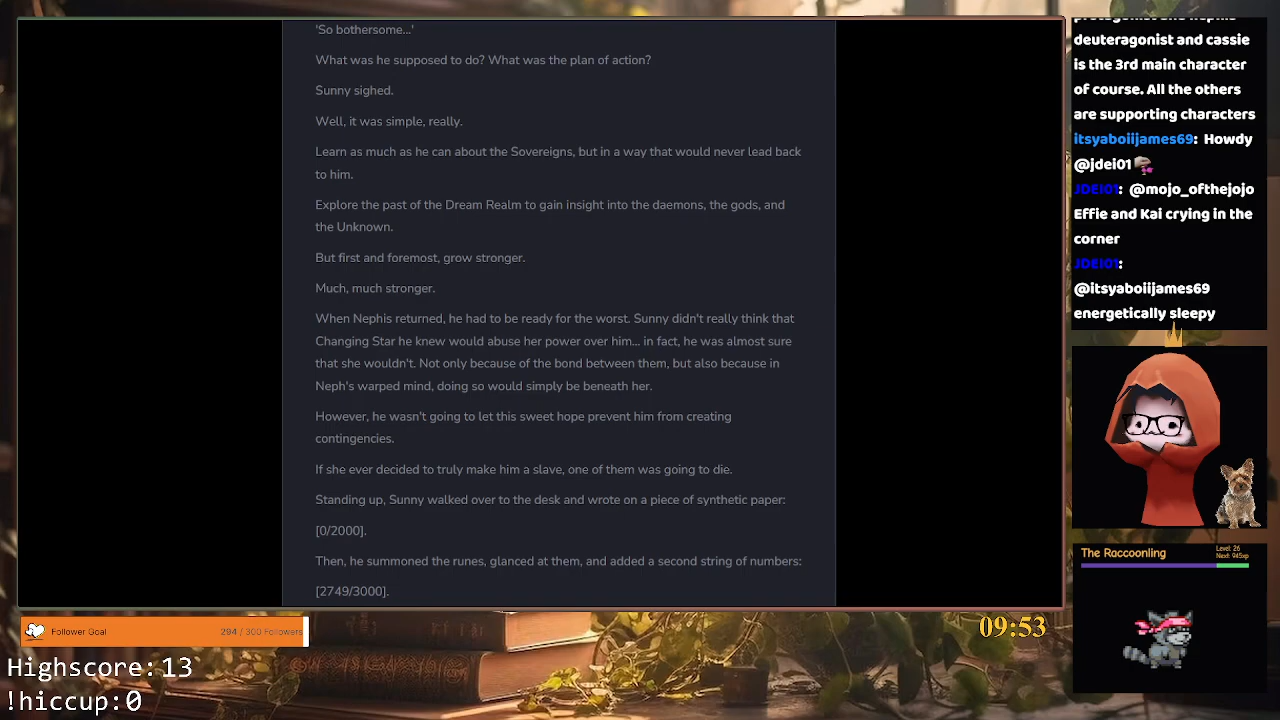 'So bothersome...'
What was he supposed to do? What was the plan of action?
Sunny sighed.
Well, it was simple, really.
Learn as much as he can about the Sovereigns, but in a way that would never lead back
to him.
Explore the past of the Dream Realm to gain insight into the daemons, the gods, and
the Unknown.
But first and foremost, grow stronger.
Much, much stronger.
When Nephis returned, he had to be ready for the worst. Sunny didn't really think that
Changing Star he knew would abuse her power over him... in fact, he was almost sure
that she wouldn't. Not only because of the bond between them, but also because in
Neph's warped mind, doing so would simply be beneath her.
However, he wasn't going to let this sweet hope prevent him from creating
contingencies.
If she ever decided to truly make him a slave, one of them was going to die.
Standing up, Sunny walked over to the desk and wrote on a piece of synthetic paper:
[0/2000].
Then, he summoned the runes, glanced at them, and added a second string of numbers:
[2749/3000].
deuteragonist and cassie
is the 3rd main character
of course. All the others
are supporting characters
itsyaboiijames69: Howdy
@jdei01
JDEI01: @mojo_ofthejojo
Effie and Kai crying in the
corner
JDEI01:
@itsyaboiijames69
energetically sleepy
The Raccoonling
Level: 26
Next: 945xp
Follower Goal
294 / 300 Followers
09:53
Highscore:13
!hiccup:0